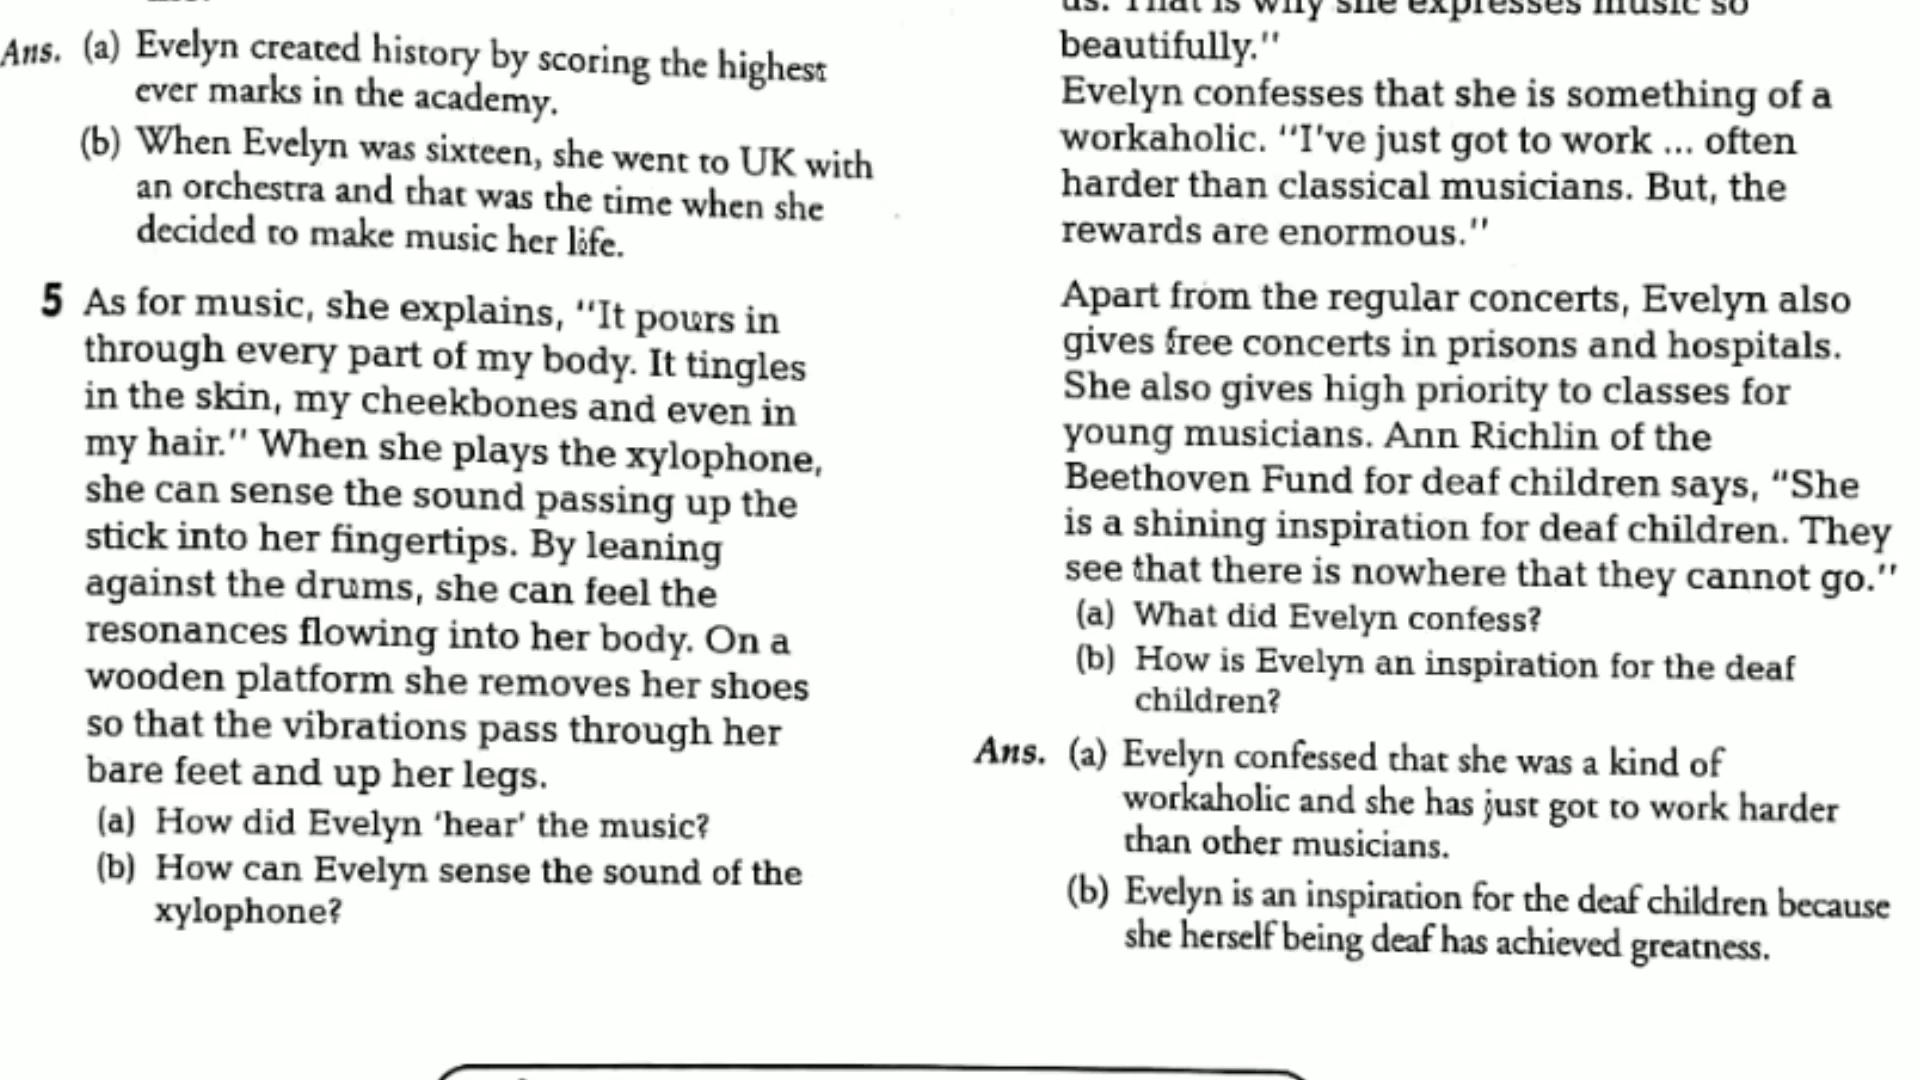 Ans. (a) Evelyn created history by scoring the highest
ever marks in the academy.
(b) When Evelyn was sixteen, she went to UK with
an orchestra and that was the time when she
decided to make music her life.
5 As for music, she explains, “It pours in
through every part of my body. It tingles
in the skin, my cheekbones and even in
my hair.” When she plays the xylophone,
she can sense the sound passing up the
stick into her fingertips. By leaning
against the drums, she can feel the
resonances flowing into her body. On a
wooden platform she removes her shoes
so that the vibrations pass through her
bare feet and up her legs.
(a) How did Evelyn ‘hear’ the music?
(b) How can Evelyn sense the sound of the
xylophone?
us. That is why she expresses music so
beautifully.”
Evelyn confesses that she is something of a
workaholic. “I've just got to work ... often
harder than classical musicians. But, the
rewards are enormous.”
Apart from the regular concerts, Evelyn also
gives free concerts in prisons and hospitals.
She also gives high priority to classes for
young musicians. Ann Richlin of the
Beethoven Fund for deaf children says, “She
is a shining inspiration for deaf children. They
see that there is nowhere that they cannot go.”
(a) What did Evelyn confess?
(b) How is Evelyn an inspiration for the deaf
children?
Ans. (a) Evelyn confessed that she was a kind of
workaholic and she has just got to work harder
than other musicians.
(b) Evelyn is an inspiration for the deaf children because
she herself being deaf has achieved greatness.